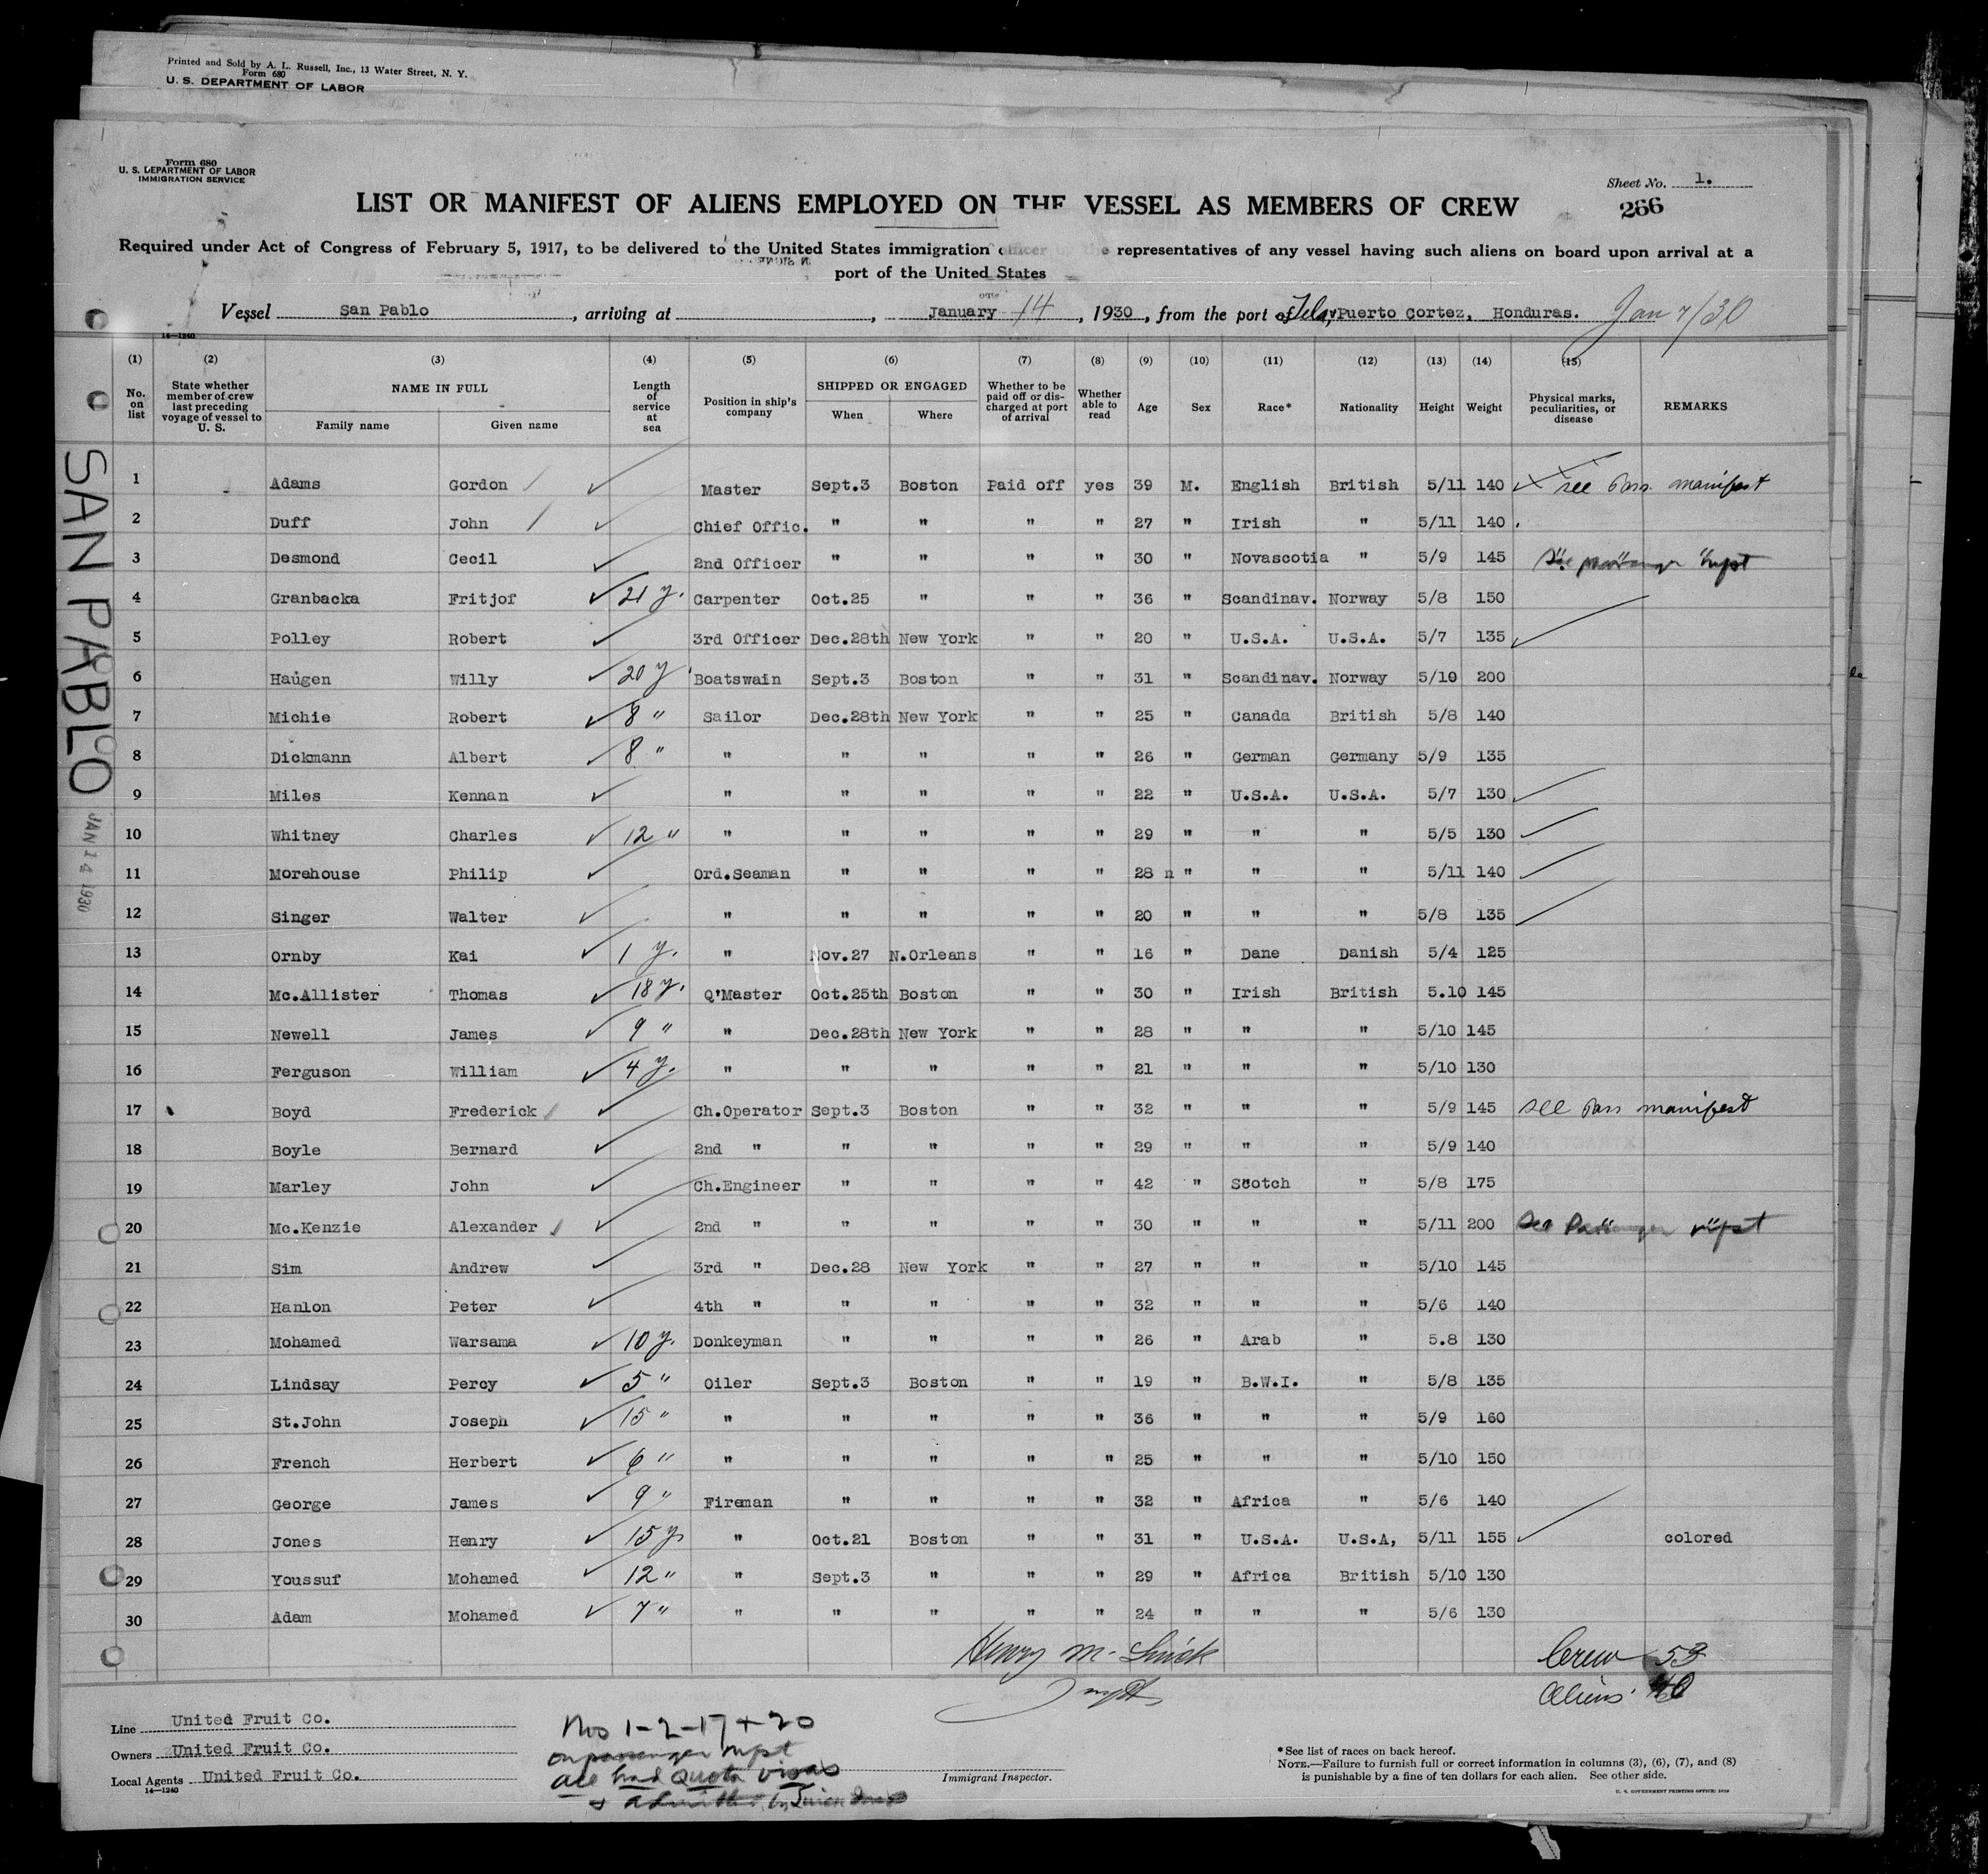 Printed and Sold by A. L. Russell, Inc., 13 Water Street, N. Y.
Form 680
U. S. DEPARTMENT OF LABOR
Form 680
U. S. DEPARTMENT OF LABOR
IMMIGRATION SERVICE
Sheet No. 1.
266
LIST OR MANIFEST OF ALIENS EMPLOYED ON THE VESSEL AS MEMBERS OF CREW
Required under Act of Congress of February 5, 1917, to be delivered to the United States immigration officer by the representatives of any vessel having such aliens on board upon arrival at a
port of the United States
Vessel San Pablo, arriving at , January 14, 1930, from the port of Tela, Puerto Cortez, Honduras. Jan 7/30
14—1240
(1) (2) (3) (4) (5) (6) (7) (8) (9) (10) (11) (12) (13) (14) (15)
No. on list
State whether member of crew last preceding voyage of vessel to U. S.
NAME IN FULL
Family name Given name
Length of service at sea
Position in ship's company
SHIPPED OR ENGAGED
When Where
Whether to be paid off or discharged at port of arrival
Whether able to read
Age Sex Race* Nationality Height Weight
Physical marks, peculiarities, or disease
REMARKS
1 Adams Gordon Master Sept.3 Boston Paid off yes 39 M. English British 5/11 140 see Pass. manifest
2 Duff John Chief Offic. " " " " 27 " Irish " 5/11 140
3 Desmond Cecil 2nd Officer " " " " 30 " Novascotia " 5/9 145 See passenger mfst
4 Granbacka Fritjof 21 y. Carpenter Oct.25 " " " 36 " Scandinav. Norway 5/8 150
5 Polley Robert 3rd Officer Dec.28th New York " " 20 " U.S.A. U.S.A. 5/7 135
6 Haugen Willy 20 y Boatswain Sept.3 Boston " " 31 " Scandinav. Norway 5/10 200
7 Michie Robert 8 " Sailor Dec.28th New York " " 25 " Canada British 5/8 140
8 Dickmann Albert 8 " " " " " " 26 " German Germany 5/9 135
9 Miles Kennan " " " " " 22 " U.S.A. U.S.A. 5/7 130
10 Whitney Charles 12 " " " " " " 29 " " " 5/5 130
11 Morehouse Philip Ord.Seaman " " " " 28 n " " " 5/11 140
12 Singer Walter " " " " " 20 " " " 5/8 135
13 Ornby Kai 1 y. " Nov.27 N.Orleans " " 16 " Dane Danish 5/4 125
14 Mc.Allister Thomas 18 y. Q'Master Oct.25th Boston " " 30 " Irish British 5.10 145
15 Newell James 9 " " Dec.28th New York " " 28 " " " 5/10 145
16 Ferguson William 4 y. " " " " " 21 " " " 5/10 130
17 Boyd Frederick Ch.Operator Sept.3 Boston " " 32 " " " 5/9 145 see Pass manifest
18 Boyle Bernard 2nd " " " " " 29 " " " 5/9 140
19 Marley John Ch.Engineer " " " " 42 " Scotch " 5/8 175
20 Mc.Kenzie Alexander 2nd " " " " " 30 " " " 5/11 200 See Passenger mfst
21 Sim Andrew 3rd " Dec.28 New York " " 27 " " " 5/10 145
22 Hanlon Peter 4th " " " " " 32 " " " 5/6 140
23 Mohamed Warsama 10 y. Donkeyman " " " " 26 " Arab " 5.8 130
24 Lindsay Percy 5 " Oiler Sept.3 Boston " " 19 " B.W.I. " 5/8 135
25 St.John Joseph 15 " " " " " " 36 " " " 5/9 160
26 French Herbert 6 " " " " " " 25 " " " 5/10 150
27 George James 9 " Fireman " " " " 32 " Africa " 5/6 140
28 Jones Henry 15 y " Oct.21 Boston " " 31 " U.S.A. U.S.A, 5/11 155 colored
29 Youssuf Mohamed 12 " " Sept.3 " " " 29 " Africa British 5/10 130
30 Adam Mohamed 7 " " " " " " 24 " " " 5/6 130
SAN PABLO
JAN 14 1930
Henry M.
Crew 53
Aliens
Line United Fruit Co.
Owners United Fruit Co.
Local Agents United Fruit Co.
14—1240
Nos 1-2-17 + 20
on passenger mfst
all had Quota visas
Immigrant Inspector.
*See list of races on back hereof.
NOTE.—Failure to furnish full or correct information in columns (3), (6), (7), and (8)
is punishable by a fine of ten dollars for each alien. See other side.